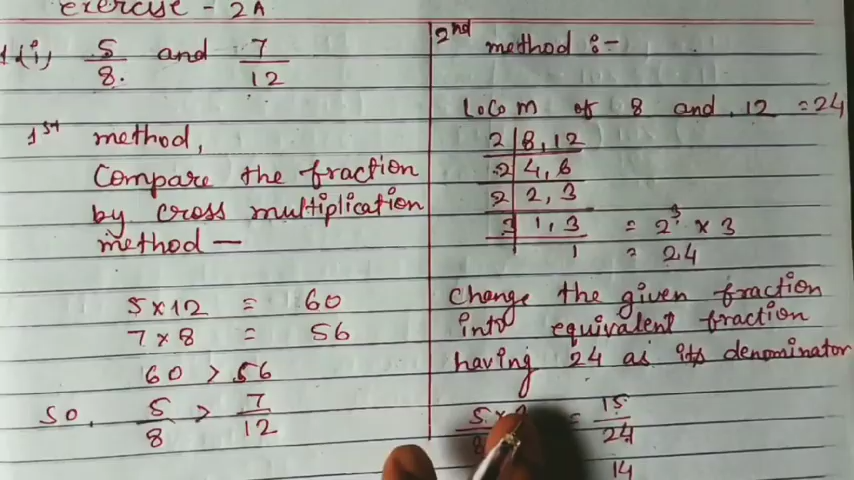 exercise - 2A
1(i) 5/8 and 7/12
1st method,
Compare the fraction
by cross multiplication
method —
5 × 12 = 60
7 × 8 = 56
60 > 56
SO, 5/8 > 7/12
2nd method :-
LoCoM of 8 and 12 = 24
2 | 8, 12
2 | 4, 6
2 | 2, 3
3 | 1, 3 = 2³ × 3
1 = 24
Change the given fraction
into equivalent fraction
having 24 as its denominator
5 × = 15/24
14